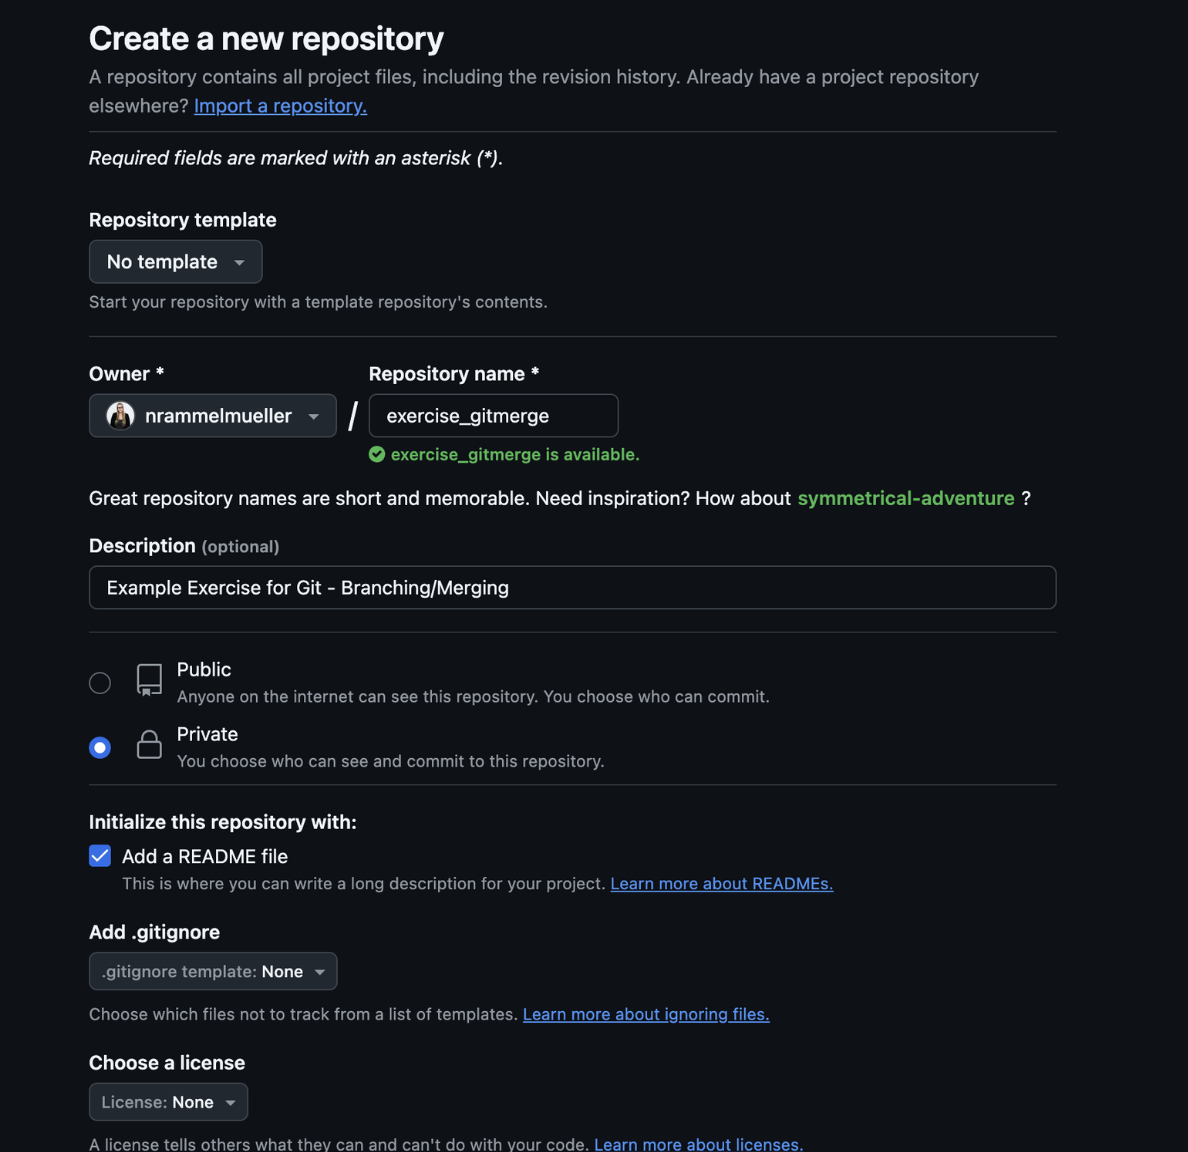 Create a new repository
A repository contains all project files, including the revision history. Already have a project repository
elsewhere? Import a repository.
Required fields are marked with an asterisk (*).
Repository template
No template
Start your repository with a template repository's contents.
Owner *
Repository name *
nrammelmueller / exercise_gitmerge
exercise_gitmerge is available.
Great repository names are short and memorable. Need inspiration? How about symmetrical-adventure ?
Description (optional)
Example Exercise for Git - Branching/Merging
Public
Anyone on the internet can see this repository. You choose who can commit.
Private
You choose who can see and commit to this repository.
Initialize this repository with:
Add a README file
This is where you can write a long description for your project. Learn more about READMEs.
Add .gitignore
.gitignore template: None
Choose which files not to track from a list of templates. Learn more about ignoring files.
Choose a license
License: None
A license tells others what they can and can't do with your code. Learn more about licenses.